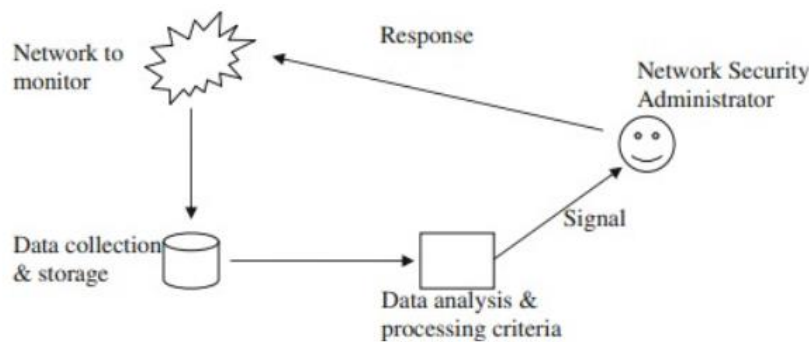 Response
Network to
monitor
Network Security
Administrator
Signal
Data collection
& storage
Data analysis &
processing criteria